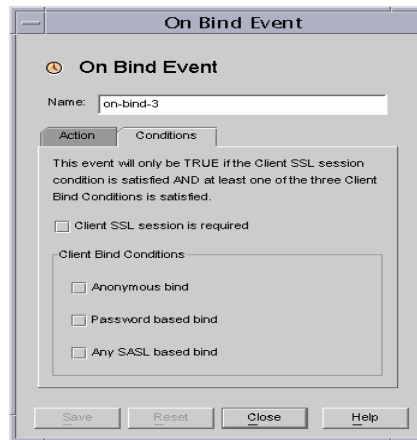 On Bind Event
On Bind Event
Name: on-bind-3
Action Conditions
This event will only be TRUE if the Client SSL session
condition is satisfied AND at least one of the three Client
Bind Conditions is satisfied.
Client SSL session is required
Client Bind Conditions
Anonymous bind
Password based bind
Any SASL based bind
Save Reset Close Help